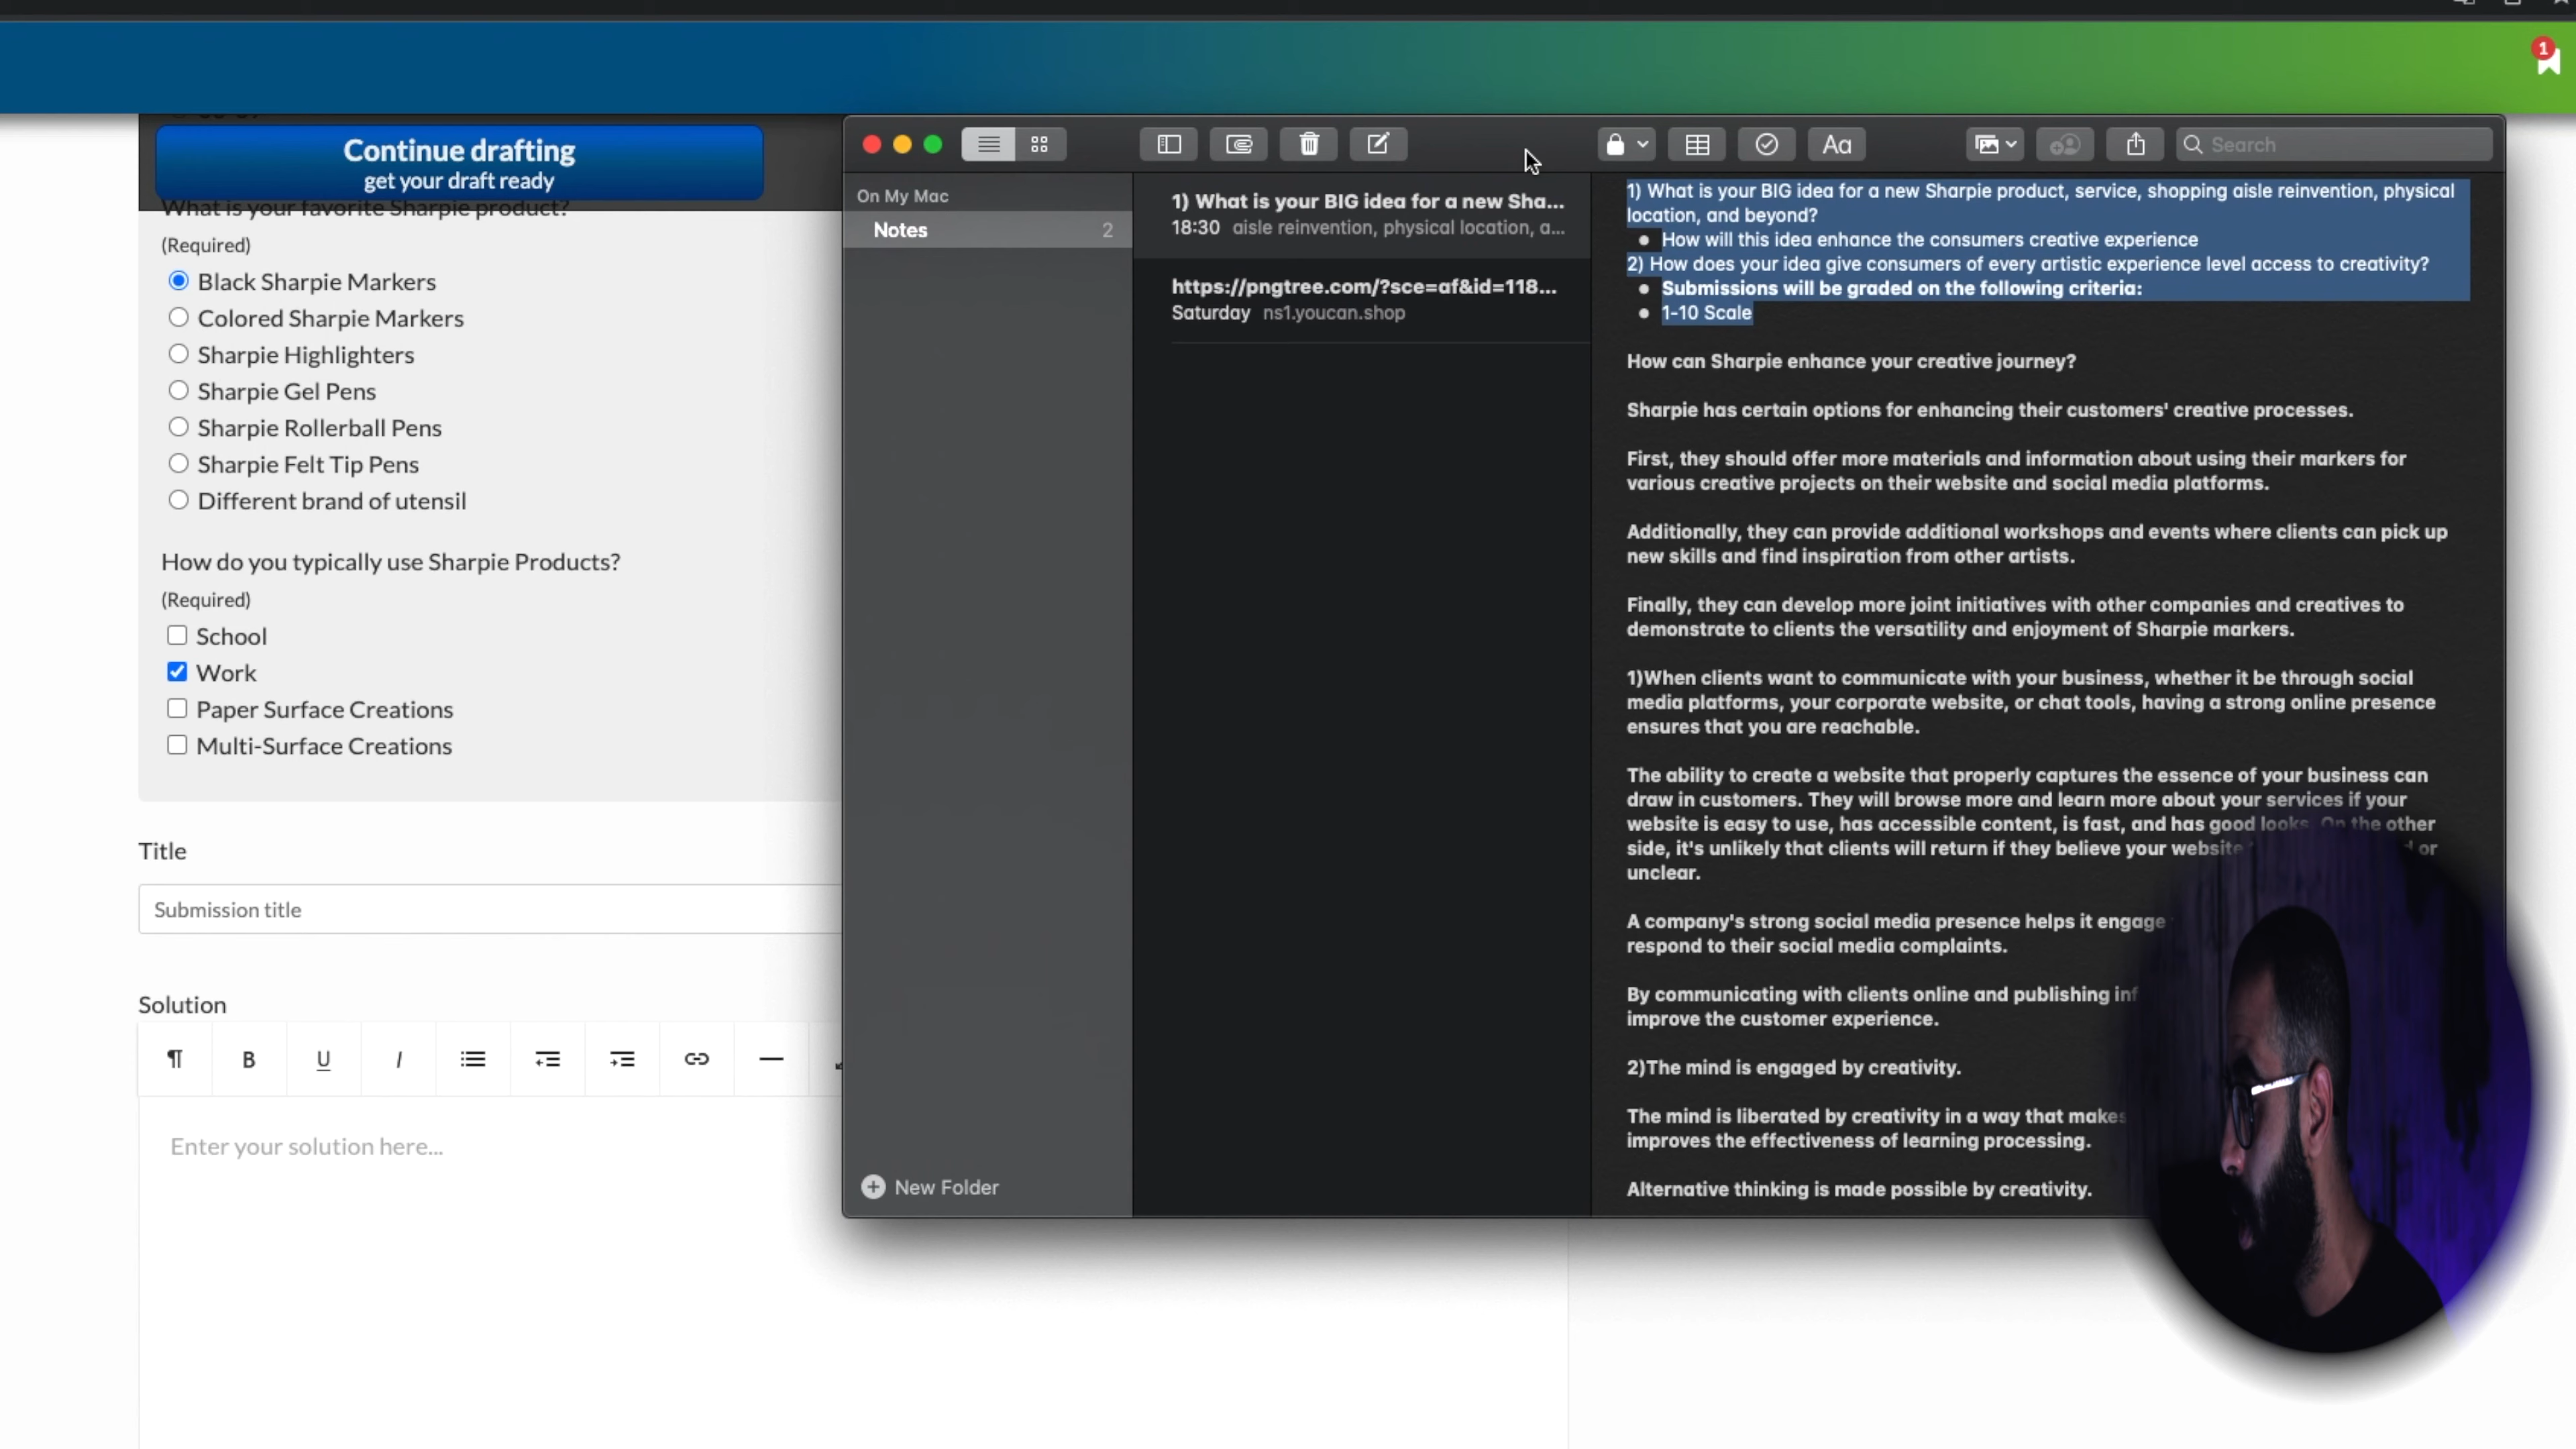 1
Continue drafting
get your draft ready
What is your favorite Sharpie product?
(Required)
Black Sharpie Markers
Colored Sharpie Markers
Sharpie Highlighters
Sharpie Gel Pens
Sharpie Rollerball Pens
Sharpie Felt Tip Pens
Different brand of utensil
How do you typically use Sharpie Products?
(Required)
School
Work
Paper Surface Creations
Multi-Surface Creations
Title
Submission title
Solution
¶ B U I
Enter your solution here...
Aa
Search
On My Mac
Notes 2
New Folder
1) What is your BIG idea for a new Sha...
18:30 aisle reinvention, physical location, a...
https://pngtree.com/?sce=af&id=118...
Saturday ns1.youcan.shop
1) What is your BIG idea for a new Sharpie product, service, shopping aisle reinvention, physical
location, and beyond?
• How will this idea enhance the consumers creative experience
2) How does your idea give consumers of every artistic experience level access to creativity?
• Submissions will be graded on the following criteria:
• 1-10 Scale
How can Sharpie enhance your creative journey?
Sharpie has certain options for enhancing their customers' creative processes.
First, they should offer more materials and information about using their markers for
various creative projects on their website and social media platforms.
Additionally, they can provide additional workshops and events where clients can pick up
new skills and find inspiration from other artists.
Finally, they can develop more joint initiatives with other companies and creatives to
demonstrate to clients the versatility and enjoyment of Sharpie markers.
1)When clients want to communicate with your business, whether it be through social
media platforms, your corporate website, or chat tools, having a strong online presence
ensures that you are reachable.
The ability to create a website that properly captures the essence of your business can
draw in customers. They will browse more and learn more about your services if your
website is easy to use, has accessible content, is fast, and has good looks. On the other
side, it's unlikely that clients will return if they believe your website or
unclear.
A company's strong social media presence helps it engage
respond to their social media complaints.
By communicating with clients online and publishing
improve the customer experience.
2)The mind is engaged by creativity.
The mind is liberated by creativity in a way that makes
improves the effectiveness of learning processing.
Alternative thinking is made possible by creativity.